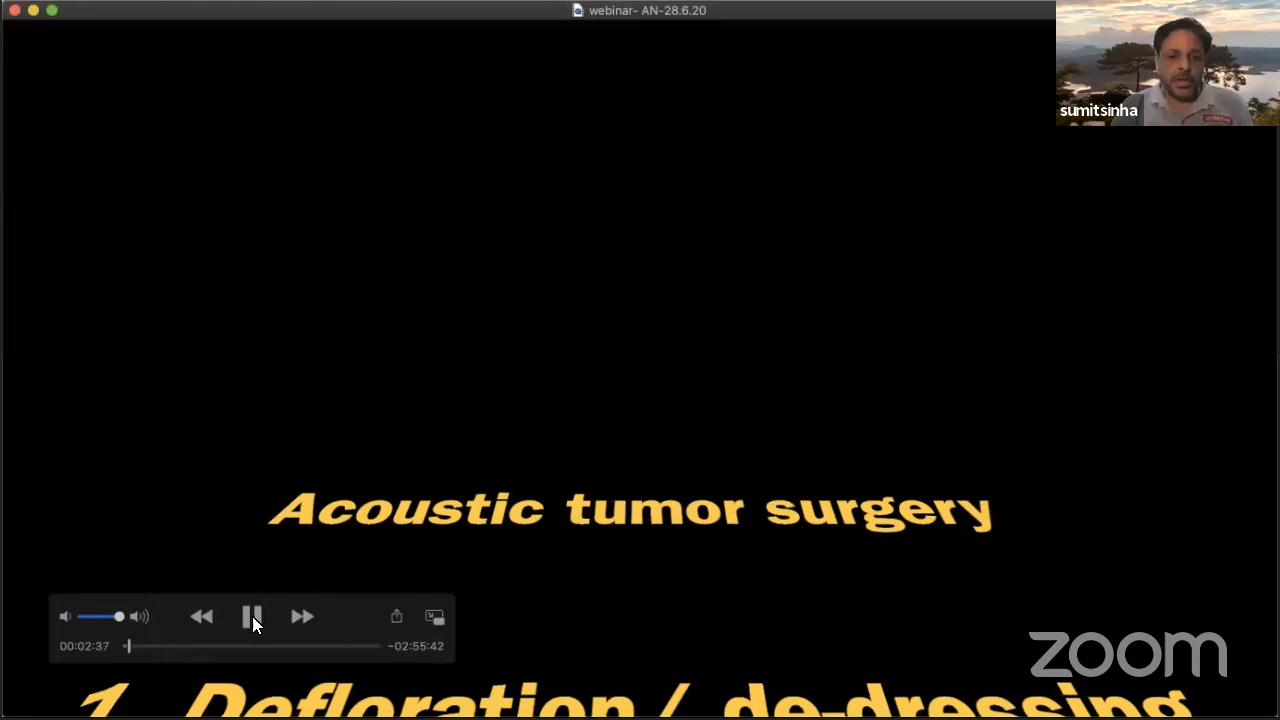 webinar- AN-28.6.20
sumitsinha
Acoustic tumor surgery
00:02:37
-02:55:42
zoom
1. Defloration / de-dressing